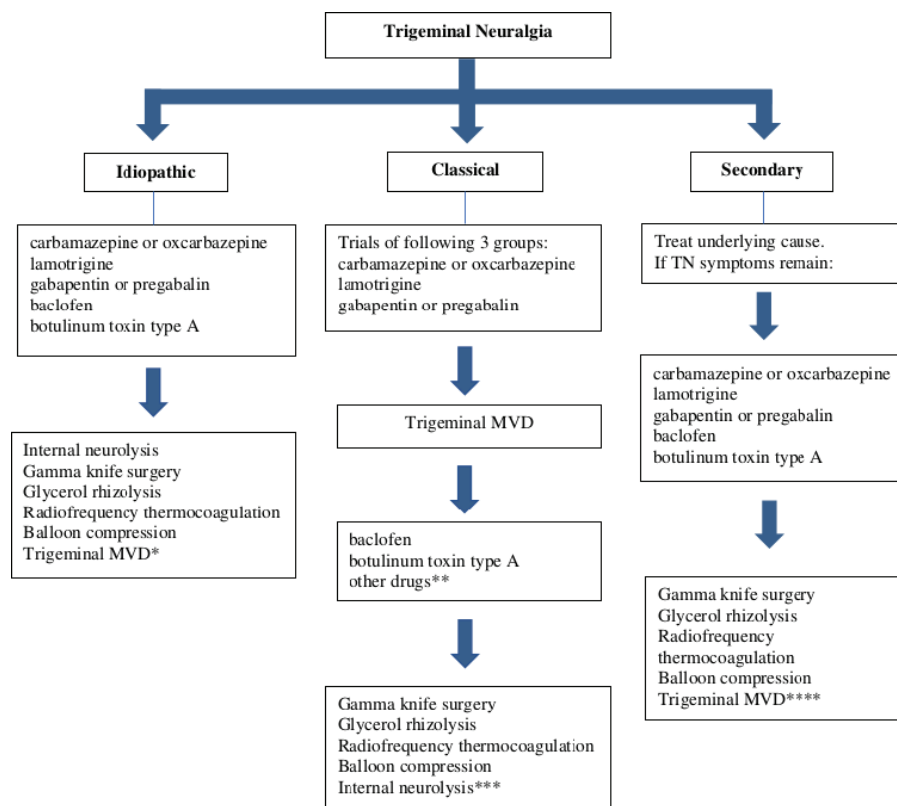 Trigeminal Neuralgia
Idiopathic
Classical
Secondary
carbamazepine or oxcarbazepine
lamotrigine
gabapentin or pregabalin
baclofen
botulinum toxin type A
Trials of following 3 groups:
carbamazepine or oxcarbazepine
lamotrigine
gabapentin or pregabalin
Treat underlying cause.
If TN symptoms remain:
carbamazepine or oxcarbazepine
lamotrigine
gabapentin or pregabalin
baclofen
botulinum toxin type A
Trigeminal MVD
Internal neurolysis
Gamma knife surgery
Glycerol rhizolysis
Radiofrequency thermocoagulation
Balloon compression
Trigeminal MVD*
baclofen
botulinum toxin type A
other drugs**
Gamma knife surgery
Glycerol rhizolysis
Radiofrequency
thermocoagulation
Balloon compression
Trigeminal MVD****
Gamma knife surgery
Glycerol rhizolysis
Radiofrequency thermocoagulation
Balloon compression
Internal neurolysis***